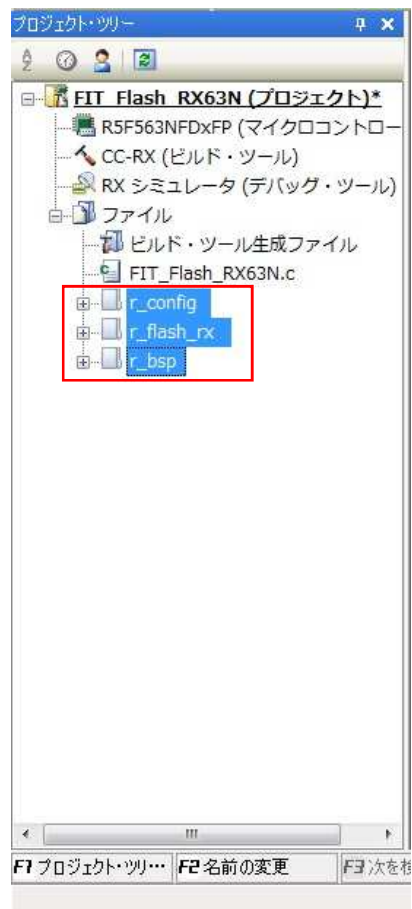 プロジェクト・ツリー
FIT_Flash_RX63N (プロジェクト)*
R5F563NFDxFP (マイクロコントロー
CC-RX (ビルド・ツール)
RX シミュレータ (デバッグ・ツール)
ファイル
ビルド・ツール生成ファイル
FIT_Flash_RX63N.c
r_config
r_flash_rx
r_bsp
F1 プロジェクト・ツリ… F2 名前の変更 F3 次を検